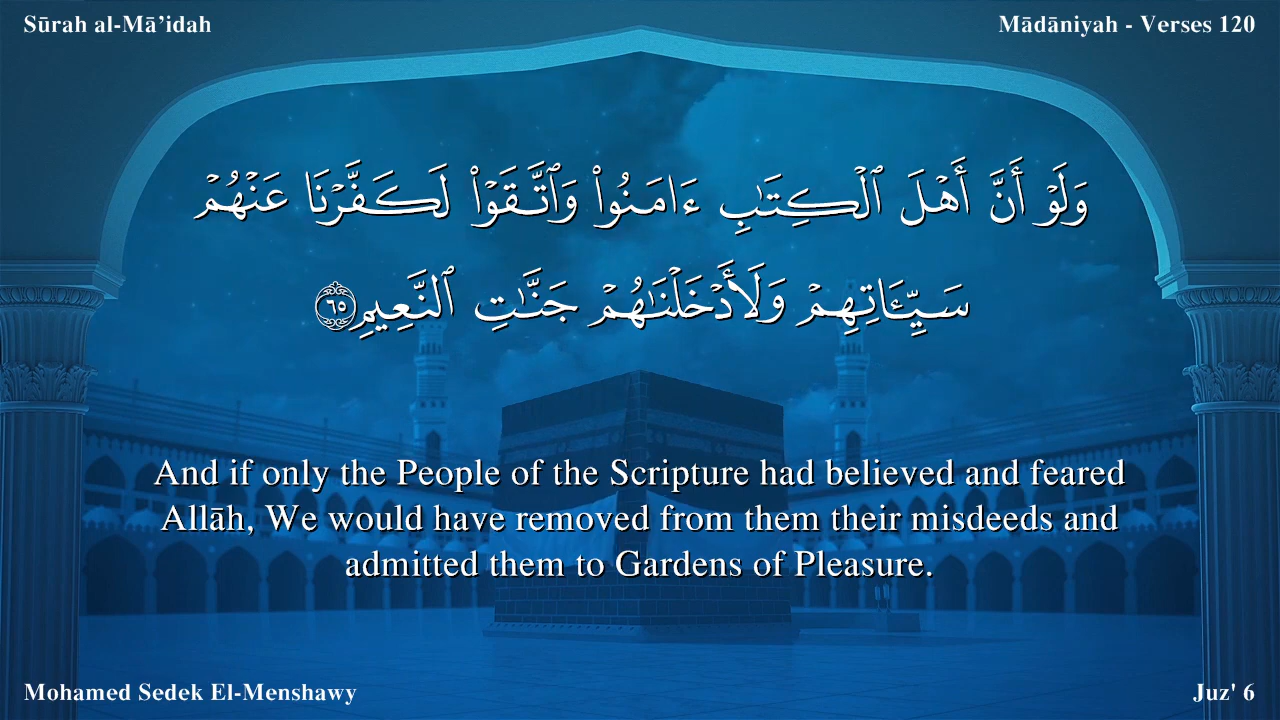 Sūrah al-Mā’idah
Mādāniyah - Verses 120
وَلَوْ أَنَّ أَهْلَ ٱلْكِتَـٰبِ ءَامَنُوا۟ وَٱتَّقَوْا۟ لَكَفَّرْنَا عَنْهُمْ
سَيِّـَٔاتِهِمْ وَلَأَدْخَلْنَـٰهُمْ جَنَّـٰتِ ٱلنَّعِيمِ ٦٥
And if only the People of the Scripture had believed and feared
Allāh, We would have removed from them their misdeeds and
admitted them to Gardens of Pleasure.
Mohamed Sedek El-Menshawy
Juz' 6